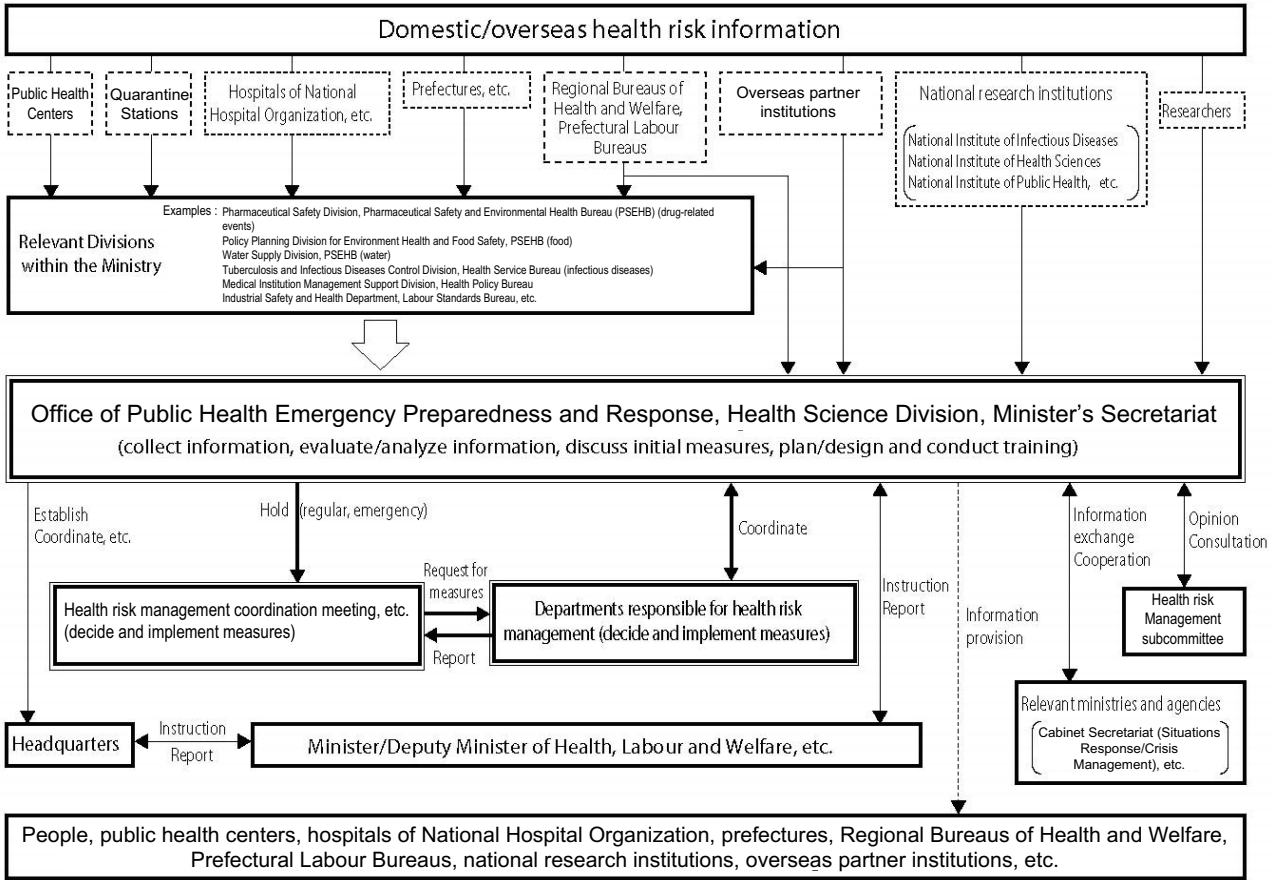 Domestic/overseas health risk information
Public Health
Centers
Quarantine
Stations
Hospitals of National
Hospital Organization, etc.
Prefectures, etc.
Regional Bureaus of
Health and Welfare,
Prefectural Labour
Bureaus
Overseas partner
institutions
National research institutions
National Institute of Infectious Diseases
National Institute of Health Sciences
National Institute of Public Health, etc.
Researchers
Relevant Divisions
within the Ministry
Examples : Pharmaceutical Safety Division, Pharmaceutical Safety and Environmental Health Bureau (PSEHB) (drug-related
events)
Policy Planning Division for Environment Health and Food Safety, PSEHB (food)
Water Supply Division, PSEHB (water)
Tuberculosis and Infectious Diseases Control Division, Health Service Bureau (infectious diseases)
Medical Institution Management Support Division, Health Policy Bureau
Industrial Safety and Health Department, Labour Standards Bureau, etc.
Office of Public Health Emergency Preparedness and Response, Health Science Division, Minister's Secretariat
(collect information, evaluate/analyze information, discuss initial measures, plan/design and conduct training)
Establish
Coordinate, etc.
Hold (regular, emergency)
Coordinate
Instruction
Report
Information
provision
Information
exchange
Cooperation
Opinion
Consultation
Health risk management coordination meeting, etc.
(decide and implement measures)
Request for
measures
Report
Departments responsible for health risk
management (decide and implement measures)
Health risk
Management
subcommittee
Relevant ministries and agencies
Cabinet Secretariat (Situations
Response/Crisis
Management), etc.
Headquarters
Instruction
Report
Minister/Deputy Minister of Health, Labour and Welfare, etc.
People, public health centers, hospitals of National Hospital Organization, prefectures, Regional Bureaus of Health and Welfare,
Prefectural Labour Bureaus, national research institutions, overseas partner institutions, etc.